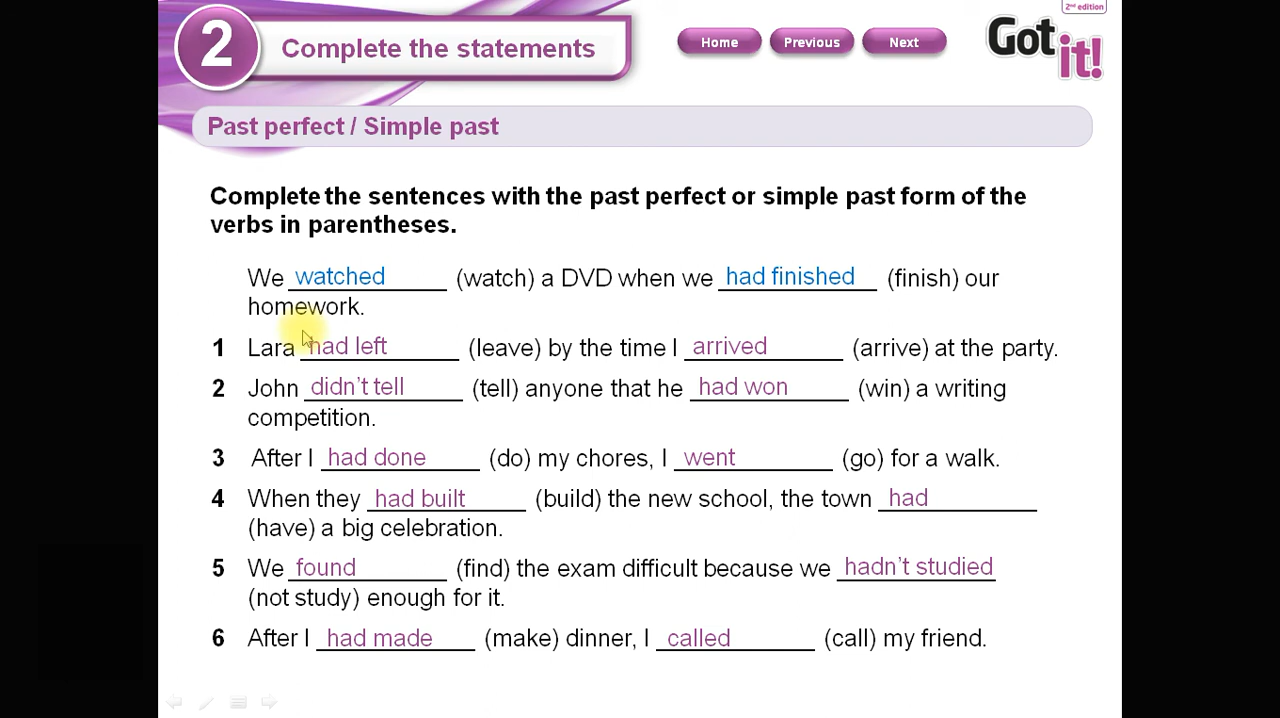 2 Complete the statements
Home Previous Next
2nd edition
Got it!
Past perfect / Simple past
Complete the sentences with the past perfect or simple past form of the
verbs in parentheses.
We watched (watch) a DVD when we had finished (finish) our
homework.
1 Lara had left (leave) by the time I arrived (arrive) at the party.
2 John didn't tell (tell) anyone that he had won (win) a writing
competition.
3 After I had done (do) my chores, I went (go) for a walk.
4 When they had built (build) the new school, the town had
(have) a big celebration.
5 We found (find) the exam difficult because we hadn't studied
(not study) enough for it.
6 After I had made (make) dinner, I called (call) my friend.